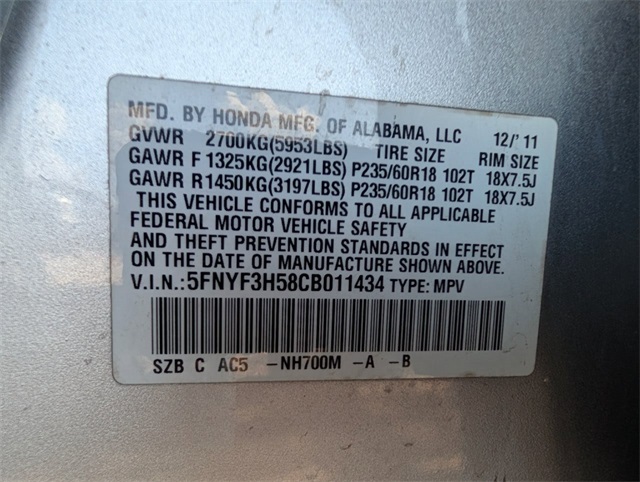 MFD. BY HONDA MFG. OF ALABAMA, LLC 12/'11
GVWR 2700KG(5953LBS) TIRE SIZE RIM SIZE
GAWR F 1325KG(2921LBS) P235/60R18 102T 18X7.5J
GAWR R 1450KG(3197LBS) P235/60R18 102T 18X7.5J
THIS VEHICLE CONFORMS TO ALL APPLICABLE
FEDERAL MOTOR VEHICLE SAFETY
AND THEFT PREVENTION STANDARDS IN EFFECT
ON THE DATE OF MANUFACTURE SHOWN ABOVE.
V.I.N.:5FNYF3H58CB011434 TYPE: MPV
SZB C AC5 -NH700M -A -B